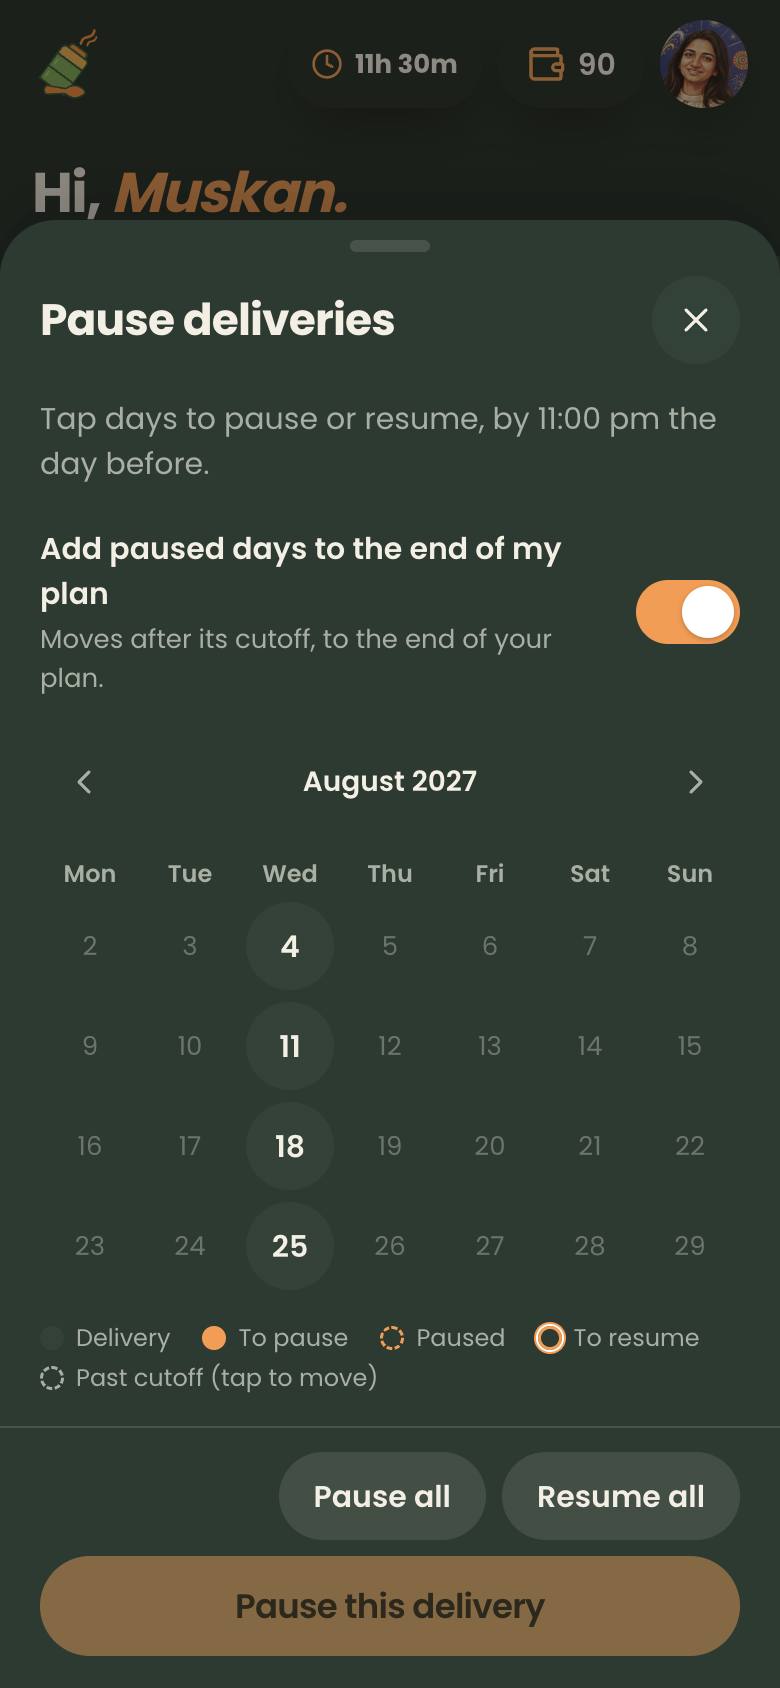 11h 30m 90
Hi, Muskan.
Pause deliveries
Tap days to pause or resume, by 11:00 pm the
day before.
Add paused days to the end of my
plan
Moves after its cutoff, to the end of your
plan.
August 2027
Mon Tue Wed Thu Fri Sat Sun
2 3 4 5 6 7 8
9 10 11 12 13 14 15
16 17 18 19 20 21 22
23 24 25 26 27 28 29
Delivery To pause Paused To resume
Past cutoff (tap to move)
Pause all Resume all
Pause this delivery